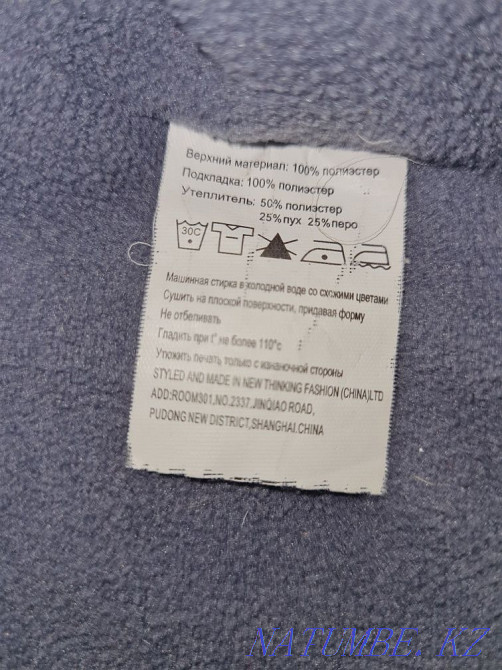 Верхний материал: 100% полиэстер
Подкладка: 100% полиэстер
Утеплитель: 50% полиэстер
25% пух 25% перо
30C
Машинная стирка в холодной воде со схожими цветами
Сушить на плоской поверхности, придавая форму
Не отбеливать
Гладить при t° не более 110°с
Утюжить печать только с изнаночной стороны
STYLED AND MADE IN NEW THINKING FASHION (CHINA) LTD
ADD:ROOM301,NO.2337,JINQIAO ROAD,
PUDONG NEW DISTRICT,SHANGHAI,CHINA
NATUMBE.KZ